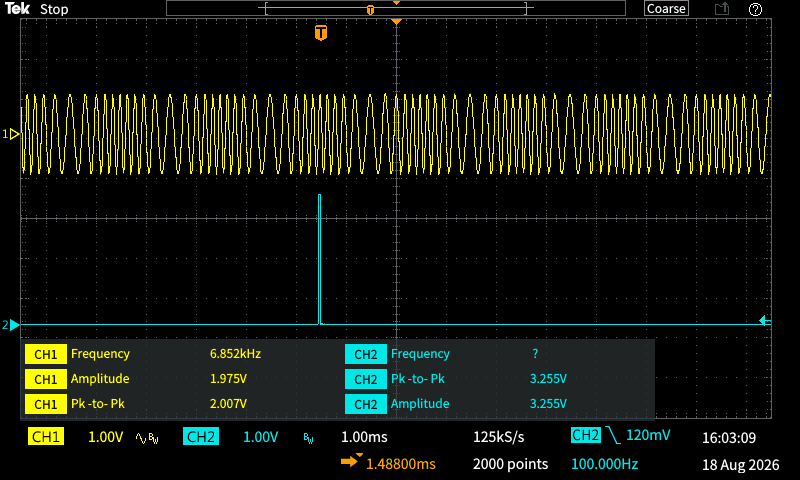 Tek Stop T Coarse ?
T
1
2
CH1 Frequency 6.852kHz CH2 Frequency ?
CH1 Amplitude 1.975V CH2 Pk -to- Pk 3.255V
CH1 Pk -to- Pk 2.007V CH2 Amplitude 3.255V
CH1 1.00V BW CH2 1.00V BW 1.00ms 125kS/s CH2 120mV 16:03:09
1.48800ms 2000 points 100.000Hz 18 Aug 2026